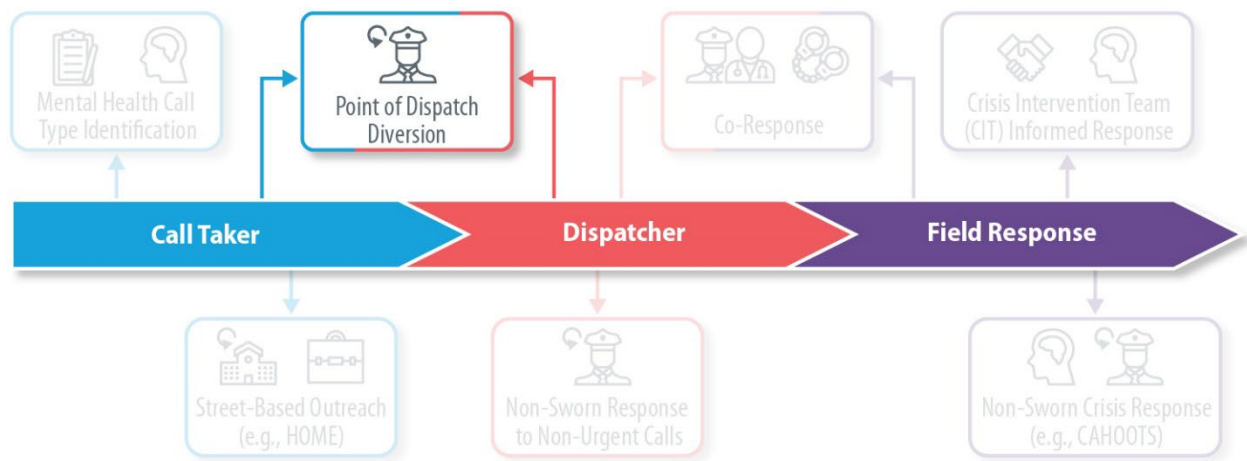 Mental Health Call
Type Identification
Point of Dispatch
Diversion
Co-Response
Crisis Intervention Team
(CIT) Informed Response
Call Taker
Dispatcher
Field Response
Street-Based Outreach
(e.g., HOME)
Non-Sworn Response
to Non-Urgent Calls
Non-Sworn Crisis Response
(e.g., CAHOOTS)